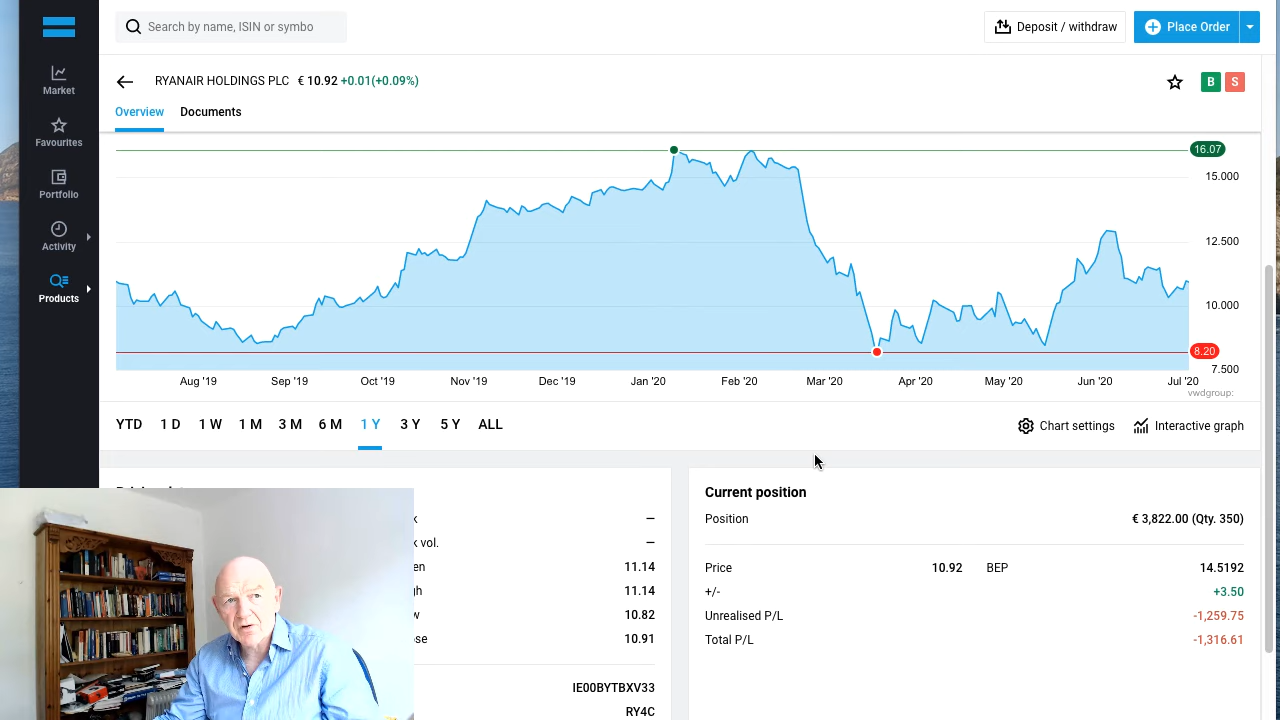 Search by name, ISIN or symbo
Deposit / withdraw
Place Order
Market
Favourites
Portfolio
Activity
Products
RYANAIR HOLDINGS PLC € 10.92 +0.01(+0.09%)
B S
Overview Documents
16.07
15.000
12.500
10.000
8.20
7.500
Aug '19 Sep '19 Oct '19 Nov '19 Dec '19 Jan '20 Feb '20 Mar '20 Apr '20 May '20 Jun '20 Jul '20
vwdgroup:
YTD 1 D 1 W 1 M 3 M 6 M 1 Y 3 Y 5 Y ALL
Chart settings Interactive graph
k –
k vol. –
en 11.14
gh 11.14
w 10.82
se 10.91
IE00BYTBXV33
RY4C
Current position
Position € 3,822.00 (Qty. 350)
Price 10.92 BEP 14.5192
+/- +3.50
Unrealised P/L -1,259.75
Total P/L -1,316.61